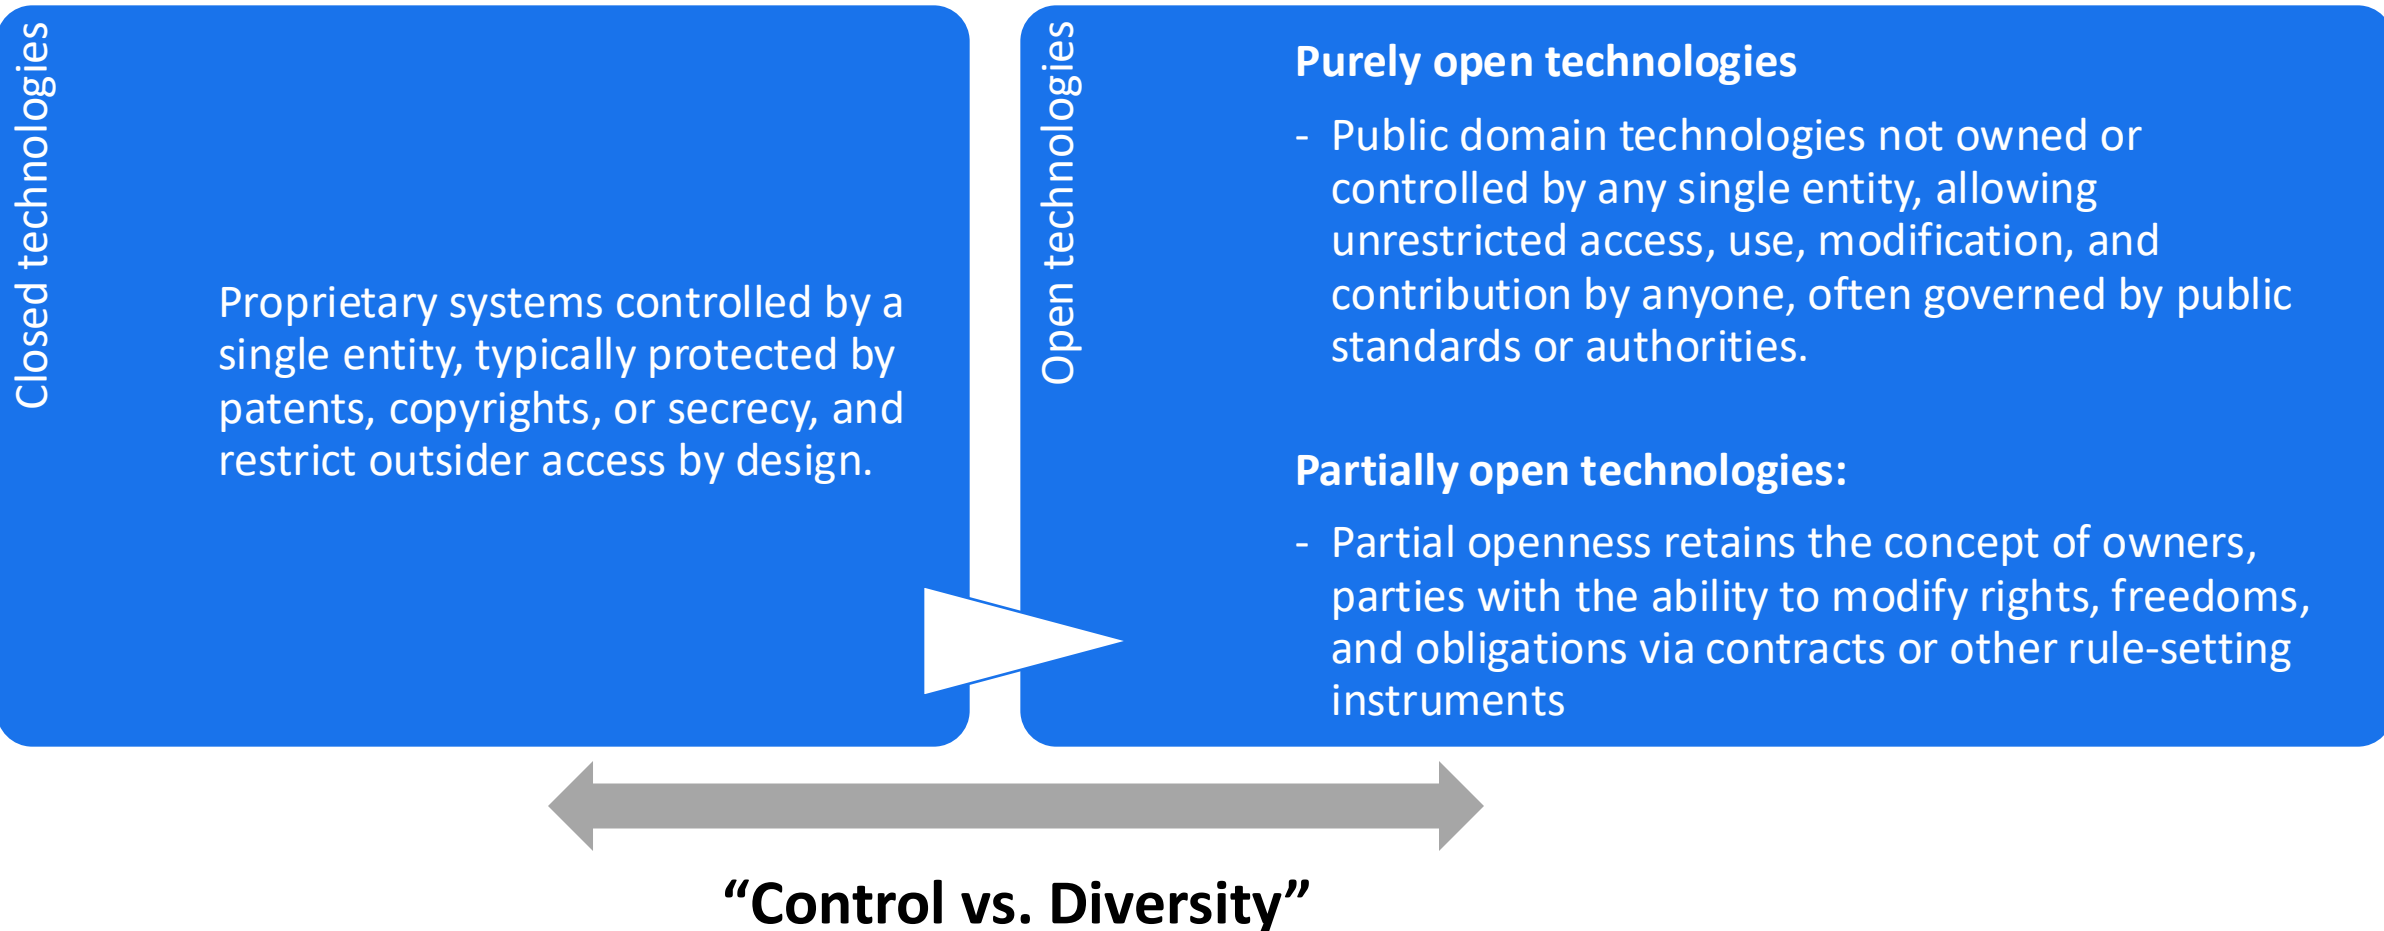 Closed technologies
Proprietary systems controlled by a
single entity, typically protected by
patents, copyrights, or secrecy, and
restrict outsider access by design.
Open technologies
Purely open technologies
- Public domain technologies not owned or
controlled by any single entity, allowing
unrestricted access, use, modification, and
contribution by anyone, often governed by public
standards or authorities.
Partially open technologies:
- Partial openness retains the concept of owners,
parties with the ability to modify rights, freedoms,
and obligations via contracts or other rule-setting
instruments
“Control vs. Diversity”